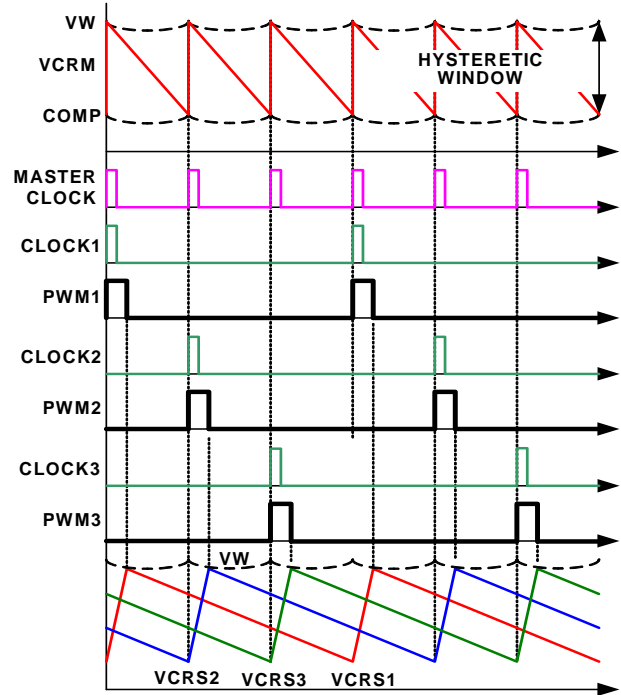 VW
VCRM
HYSTERETIC
WINDOW
COMP
MASTER
CLOCK
CLOCK1
PWM1
CLOCK2
PWM2
CLOCK3
PWM3
VW
VCRS2 VCRS3 VCRS1